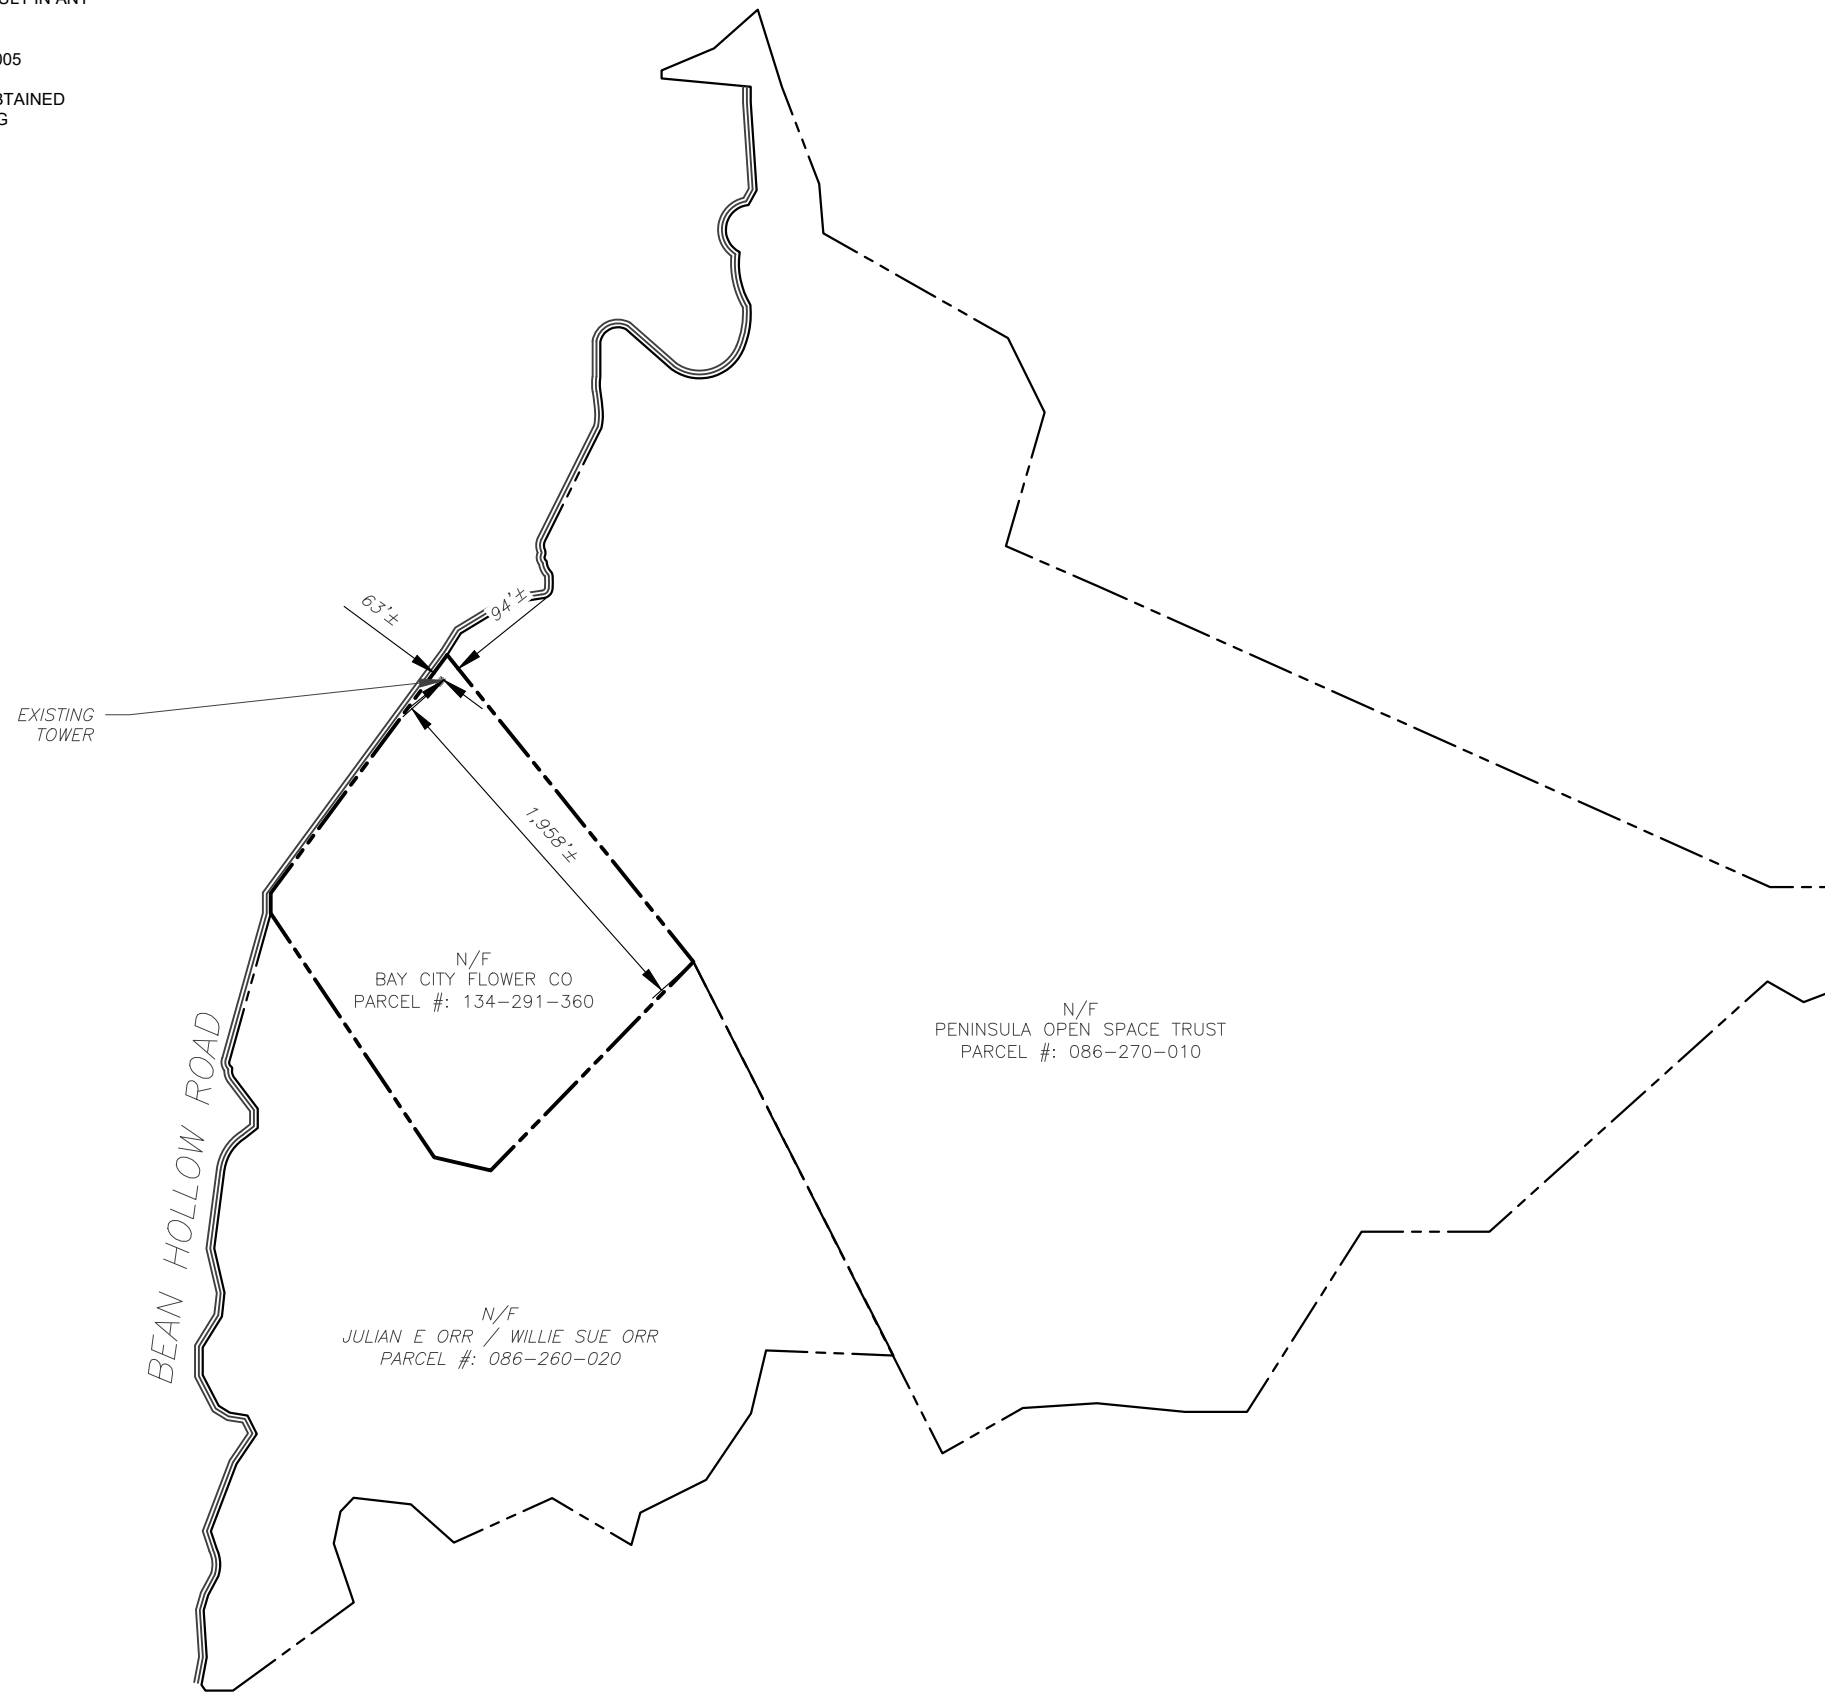 005
BTAINED
G
63'±
94'±
EXISTING
TOWER
1,958'±
N/F
BAY CITY FLOWER CO
PARCEL #: 134-291-360
N/F
PENINSULA OPEN SPACE TRUST
PARCEL #: 086-270-010
BEAN HOLLOW ROAD
N/F
JULIAN E ORR / WILLIE SUE ORR
PARCEL #: 086-260-020